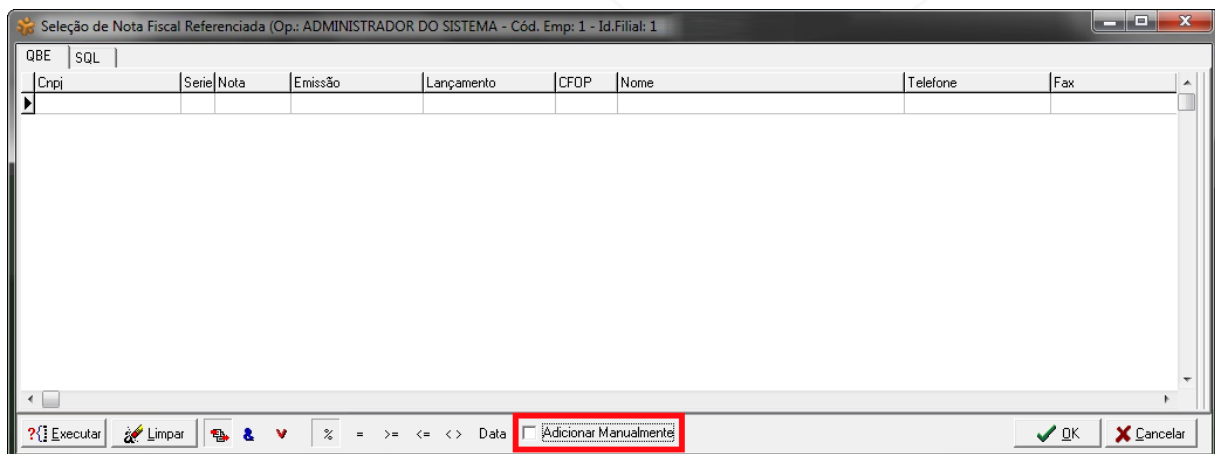 Seleção de Nota Fiscal Referenciada (Op.: ADMINISTRADOR DO SISTEMA - Cód. Emp: 1 - Id.Filial: 1
QBE SQL
Cnpj Serie Nota Emissão Lançamento CFOP Nome Telefone Fax
?{} Executar Limpar & v % = >= <= <> Data Adicionar Manualmente OK Cancelar